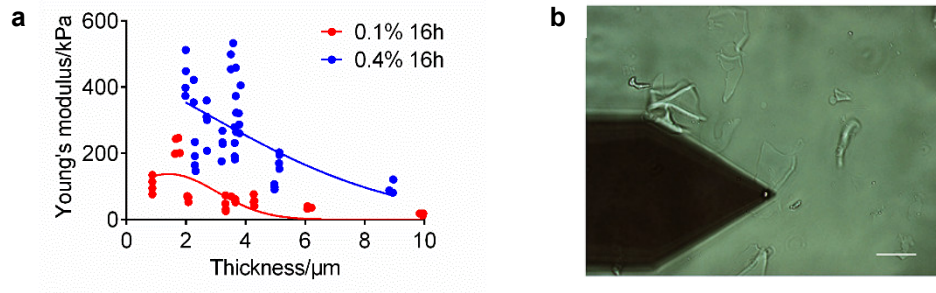 a
b
Young's modulus/kPa
600
400
200
0
0 2 4 6 8 10
Thickness/µm
0.1% 16h
0.4% 16h